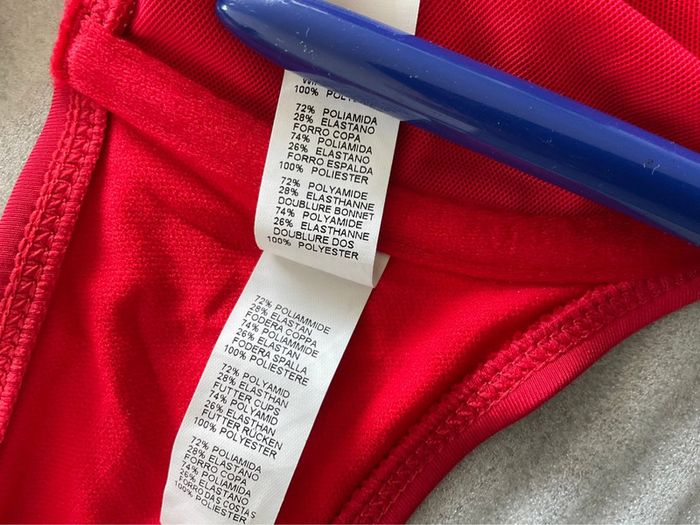 100%
72% POLIAMIDA
28% ELASTANO
FORRO COPA
74% POLIAMIDA
26% ELASTANO
FORRO ESPALDA
100% POLIESTER
72% POLYAMIDE
28% ELASTHANNE
DOUBLURE BONNET
74% POLYAMIDE
26% ELASTHANNE
DOUBLURE DOS
100% POLYESTER
72% POLIAMMIDE
28% ELASTAN
FODERA COPPA
74% POLIAMMIDE
26% ELASTAN
FODERA SPALLA
100% POLIESTERE
72% POLYAMID
28% ELASTHAN
FUTTER CUPS
74% POLYAMID
26% ELASTHAN
FUTTER RÜCKEN
100% POLYESTER
72% POLIAMIDA
28% ELASTANO
FORRO COPA
74% POLIAMIDA
26% ELASTANO
FORRO DAS COSTAS
100% POLIESTER